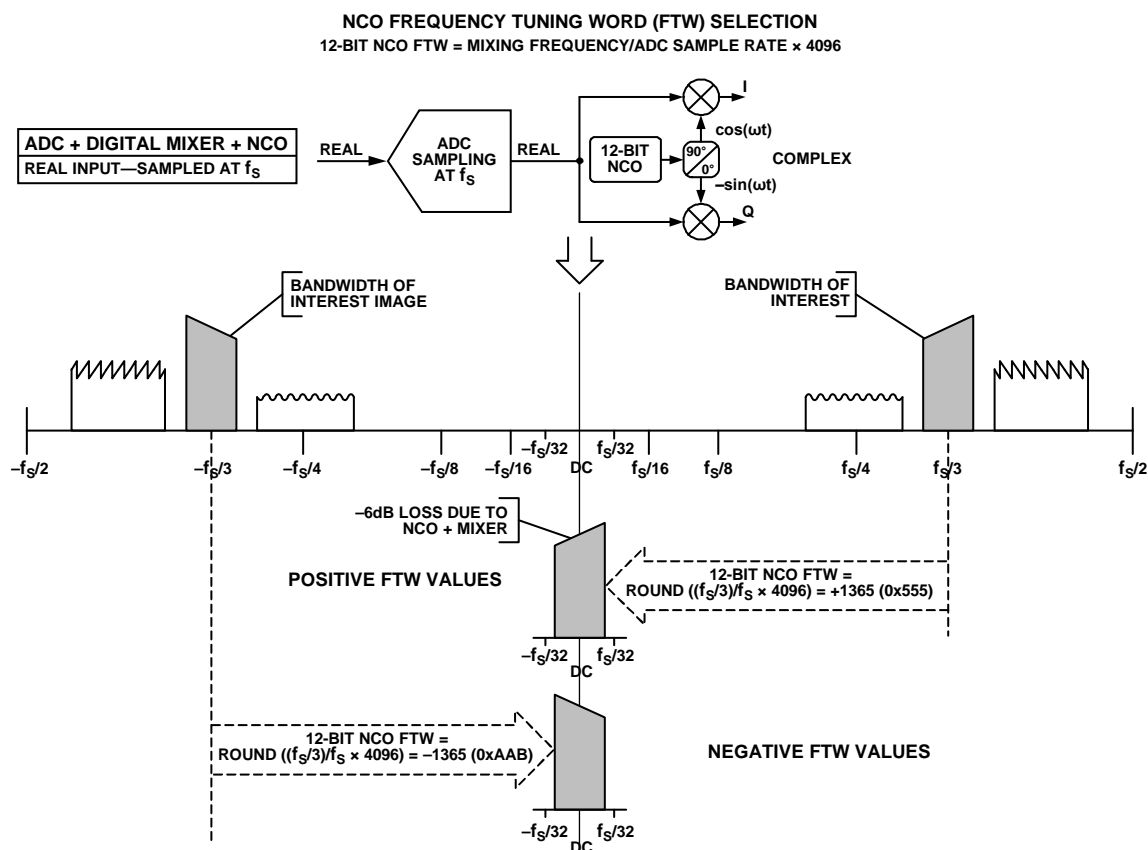 NCO FREQUENCY TUNING WORD (FTW) SELECTION
12-BIT NCO FTW = MIXING FREQUENCY/ADC SAMPLE RATE × 4096
ADC + DIGITAL MIXER + NCO
REAL INPUT—SAMPLED AT fS
REAL
ADC
SAMPLING
AT fS
REAL
12-BIT
NCO
90°
0°
I
cos(ωt)
COMPLEX
–sin(ωt)
Q
BANDWIDTH OF
INTEREST IMAGE
BANDWIDTH OF
INTEREST
–fS/2
–fS/3
–fS/4
–fS/8
–fS/16
–fS/32
DC
fS/32
fS/16
fS/8
fS/4
fS/3
fS/2
–6dB LOSS DUE TO
NCO + MIXER
POSITIVE FTW VALUES
12-BIT NCO FTW =
ROUND ((fS/3)/fS × 4096) = +1365 (0x555)
–fS/32
DC
fS/32
12-BIT NCO FTW =
ROUND ((fS/3)/fS × 4096) = –1365 (0xAAB)
NEGATIVE FTW VALUES
–fS/32
DC
fS/32